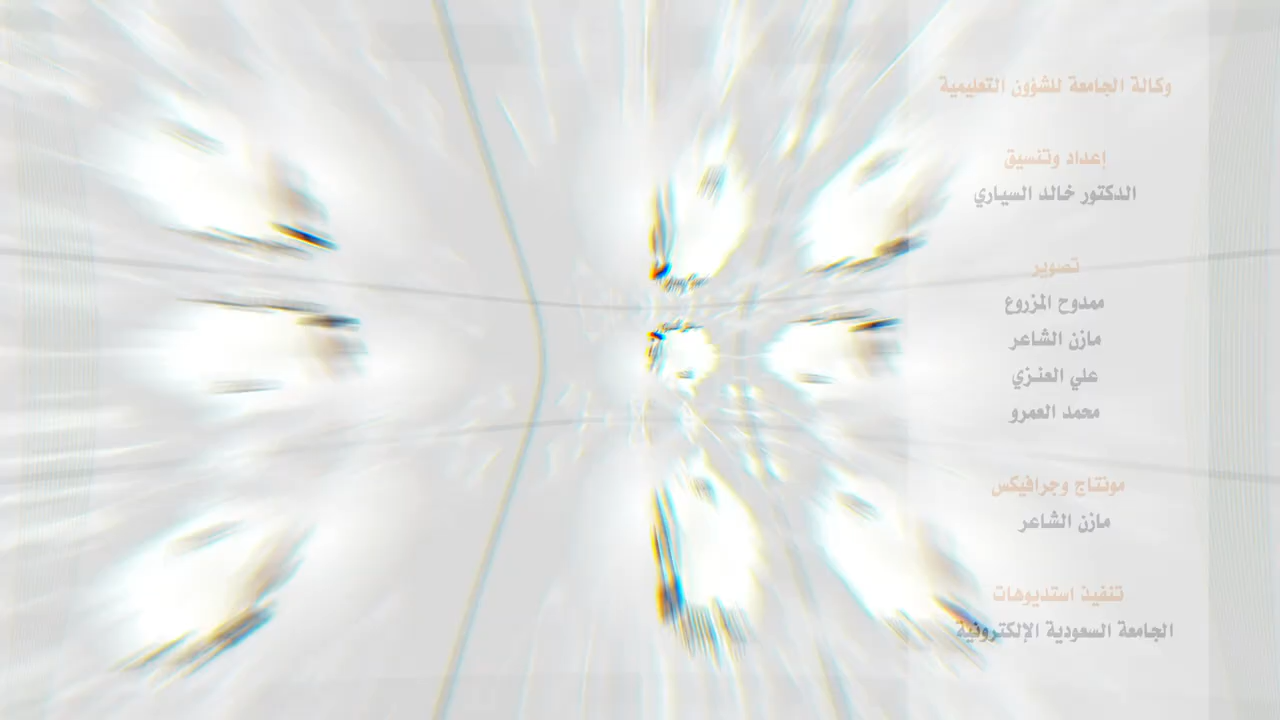 وكالة الجامعة للشؤون التعليمية
إعداد وتنسيق
الدكتور خالد السياري
تصوير
ممدوح المزروع
مازن الشاعر
علي العنزي
محمد العمرو
مونتاج وجرافيكس
مازن الشاعر
تنفيذ استديوهات
الجامعة السعودية الإلكترونية